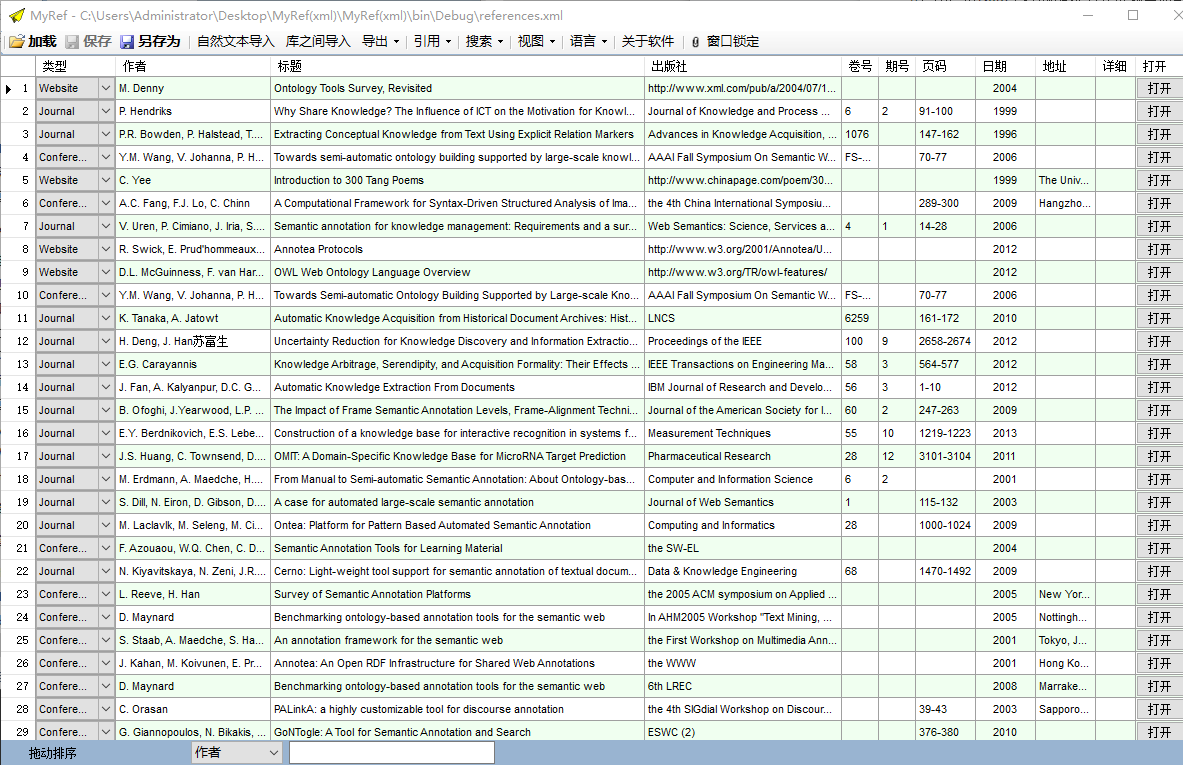 MyRef - C:\Users\Administrator\Desktop\MyRef(xml)\MyRef(xml)\bin\Debug\references.xml
加载 保存 另存为 自然文本导入 库之间导入 导出 引用 搜索 视图 语言 关于软件 窗口锁定
类型 作者 标题 出版社 卷号 期号 页码 日期 地址 详细 打开
1 Website M. Denny Ontology Tools Survey, Revisited http://www.xml.com/pub/a/2004/07/1... 2004 打开
2 Journal P. Hendriks Why Share Knowledge? The Influence of ICT on the Motivation for Knowl... Journal of Knowledge and Process ... 6 2 91-100 1999 打开
3 Journal P.R. Bowden, P. Halstead, T.... Extracting Conceptual Knowledge from Text Using Explicit Relation Markers Advances in Knowledge Acquisition, ... 1076 147-162 1996 打开
4 Confere... Y.M. Wang, V. Johanna, P. H... Towards semi-automatic ontology building supported by large-scale knowl... AAAI Fall Symposium On Semantic W... FS-... 70-77 2006 打开
5 Website C. Yee Introduction to 300 Tang Poems http://www.chinapage.com/poem/30... 1999 The Univ... 打开
6 Confere... A.C. Fang, F.J. Lo, C. Chinn A Computational Framework for Syntax-Driven Structured Analysis of Ima... the 4th China International Symposiu... 289-300 2009 Hangzho... 打开
7 Journal V. Uren, P. Cimiano, J. Iria, S.... Semantic annotation for knowledge management: Requirements and a sur... Web Semantics: Science, Services a... 4 1 14-28 2006 打开
8 Website R. Swick, E. Prud'hommeaux... Annotea Protocols http://www.w3.org/2001/Annotea/U... 2012 打开
9 Website D.L. McGuinness, F. van Har... OWL Web Ontology Language Overview http://www.w3.org/TR/owl-features/ 2012 打开
10 Confere... Y.M. Wang, V. Johanna, P. H... Towards Semi-automatic Ontology Building Supported by Large-scale Kno... AAAI Fall Symposium On Semantic W... FS-... 70-77 2006 打开
11 Journal K. Tanaka, A. Jatowt Automatic Knowledge Acquisition from Historical Document Archives: Hist... LNCS 6259 161-172 2010 打开
12 Journal H. Deng, J. Han苏富生 Uncertainty Reduction for Knowledge Discovery and Information Extractio... Proceedings of the IEEE 100 9 2658-2674 2012 打开
13 Journal E.G. Carayannis Knowledge Arbitrage, Serendipity, and Acquisition Formality: Their Effects ... IEEE Transactions on Engineering Ma... 58 3 564-577 2012 打开
14 Journal J. Fan, A. Kalyanpur, D.C. G... Automatic Knowledge Extraction From Documents IBM Journal of Research and Develo... 56 3 1-10 2012 打开
15 Journal B. Ofoghi, J.Yearwood, L.P. ... The Impact of Frame Semantic Annotation Levels, Frame-Alignment Techni... Journal of the American Society for I... 60 2 247-263 2009 打开
16 Journal E.Y. Berdnikovich, E.S. Lebe... Construction of a knowledge base for interactive recognition in systems f... Measurement Techniques 55 10 1219-1223 2013 打开
17 Journal J.S. Huang, C. Townsend, D.... OMIT: A Domain-Specific Knowledge Base for MicroRNA Target Prediction Pharmaceutical Research 28 12 3101-3104 2011 打开
18 Journal M. Erdmann, A. Maedche, H.... From Manual to Semi-automatic Semantic Annotation: About Ontology-bas... Computer and Information Science 6 2 2001 打开
19 Journal S. Dill, N. Eiron, D. Gibson, D.... A case for automated large-scale semantic annotation Journal of Web Semantics 1 115-132 2003 打开
20 Journal M. Laclavlk, M. Seleng, M. Ci... Ontea: Platform for Pattern Based Automated Semantic Annotation Computing and Informatics 28 1000-1024 2009 打开
21 Confere... F. Azouaou, W.Q. Chen, C. D... Semantic Annotation Tools for Learning Material the SW-EL 2004 打开
22 Journal N. Kiyavitskaya, N. Zeni, J.R.... Cerno: Light-weight tool support for semantic annotation of textual docum... Data & Knowledge Engineering 68 1470-1492 2009 打开
23 Confere... L. Reeve, H. Han Survey of Semantic Annotation Platforms the 2005 ACM symposium on Applied ... 2005 New Yor... 打开
24 Confere... D. Maynard Benchmarking ontology-based annotation tools for the semantic web In AHM2005 Workshop "Text Mining, ... 2005 Nottingh... 打开
25 Confere... S. Staab, A. Maedche, S. Ha... An annotation framework for the semantic web the First Workshop on Multimedia Ann... 2001 Tokyo, J... 打开
26 Confere... J. Kahan, M. Koivunen, E. Pr... Annotea: An Open RDF Infrastructure for Shared Web Annotations the WWW 2001 Hong Ko... 打开
27 Confere... D. Maynard Benchmarking ontology-based annotation tools for the semantic web 6th LREC 2008 Marrake... 打开
28 Confere... C. Orasan PALinkA: a highly customizable tool for discourse annotation the 4th SIGdial Workshop on Discour... 39-43 2003 Sapporo... 打开
29 Confere... G. Giannopoulos, N. Bikakis, ... GoNTogle: A Tool for Semantic Annotation and Search ESWC (2) 376-380 2010 打开
拖动排序 作者